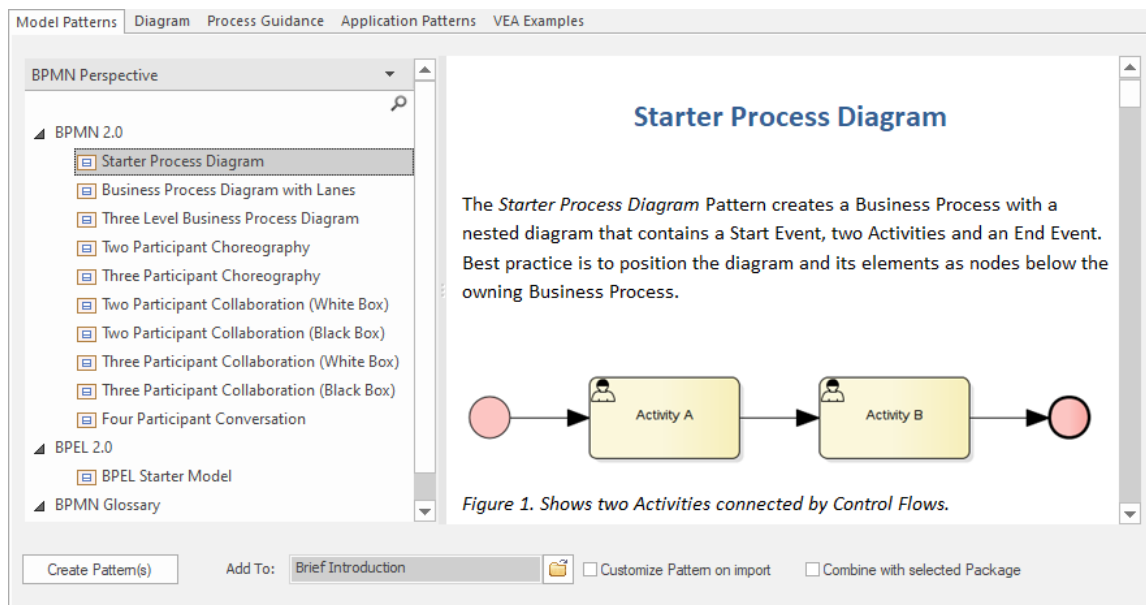 Model Patterns Diagram Process Guidance Application Patterns VEA Examples
BPMN Perspective
BPMN 2.0
Starter Process Diagram
Business Process Diagram with Lanes
Three Level Business Process Diagram
Two Participant Choreography
Three Participant Choreography
Two Participant Collaboration (White Box)
Two Participant Collaboration (Black Box)
Three Participant Collaboration (White Box)
Three Participant Collaboration (Black Box)
Four Participant Conversation
BPEL 2.0
BPEL Starter Model
BPMN Glossary
Starter Process Diagram
The Starter Process Diagram Pattern creates a Business Process with a
nested diagram that contains a Start Event, two Activities and an End Event.
Best practice is to position the diagram and its elements as nodes below the
owning Business Process.
Activity A
Activity B
Figure 1. Shows two Activities connected by Control Flows.
Create Pattern(s) Add To: Brief Introduction Customize Pattern on import Combine with selected Package